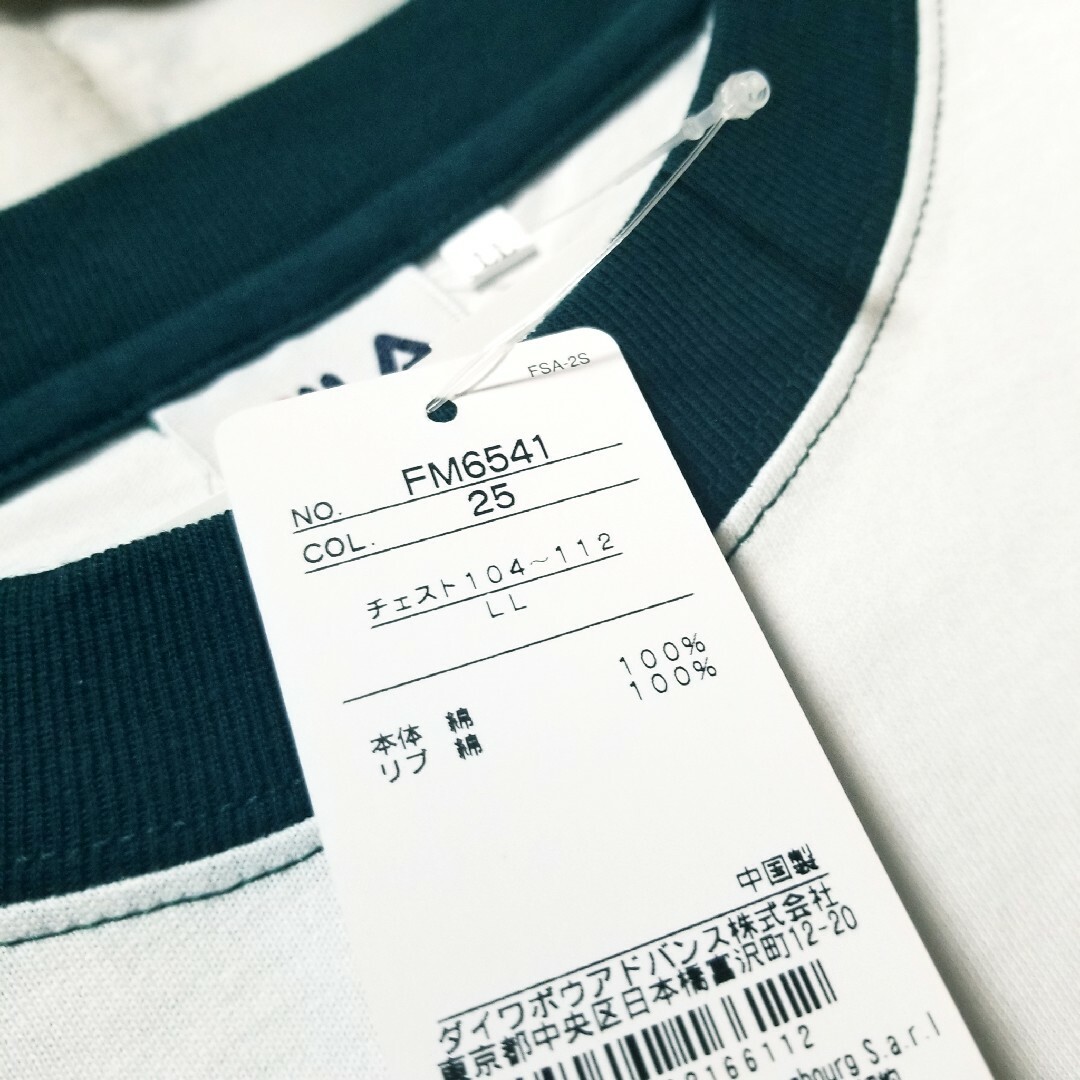 LL
FSA-2S
NO. FM6541
COL. 25
チェスト104~112
LL
本体 綿 100%
リブ 綿 100%
中国製
ダイワボウアドバンス株式会社
東京都中央区日本橋富沢町12-20
166112
S.a.r.l